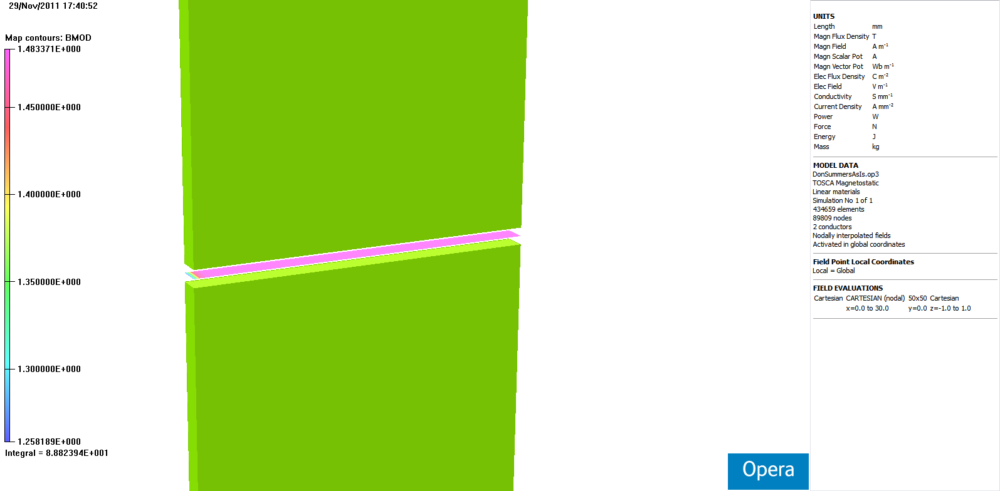 29/Nov/2011 17:40:52
Map contours: BMOD
1.483371E+000
1.450000E+000
1.400000E+000
1.350000E+000
1.300000E+000
1.258189E+000
Integral = 8.882394E+001
UNITS
Length mm
Magn Flux Density T
Magn Field A m-1
Magn Scalar Pot A
Magn Vector Pot Wb m-1
Elec Flux Density C m-2
Elec Field V m-1
Conductivity S mm-1
Current Density A mm-2
Power W
Force N
Energy J
Mass kg
MODEL DATA
DonSummersAsIs.op3
TOSCA Magnetostatic
Linear materials
Simulation No 1 of 1
434659 elements
89809 nodes
2 conductors
Nodally interpolated fields
Activated in global coordinates
Field Point Local Coordinates
Local = Global
FIELD EVALUATIONS
Cartesian CARTESIAN (nodal) 50x50 Cartesian
x=0.0 to 30.0 y=0.0 z=-1.0 to 1.0
Opera